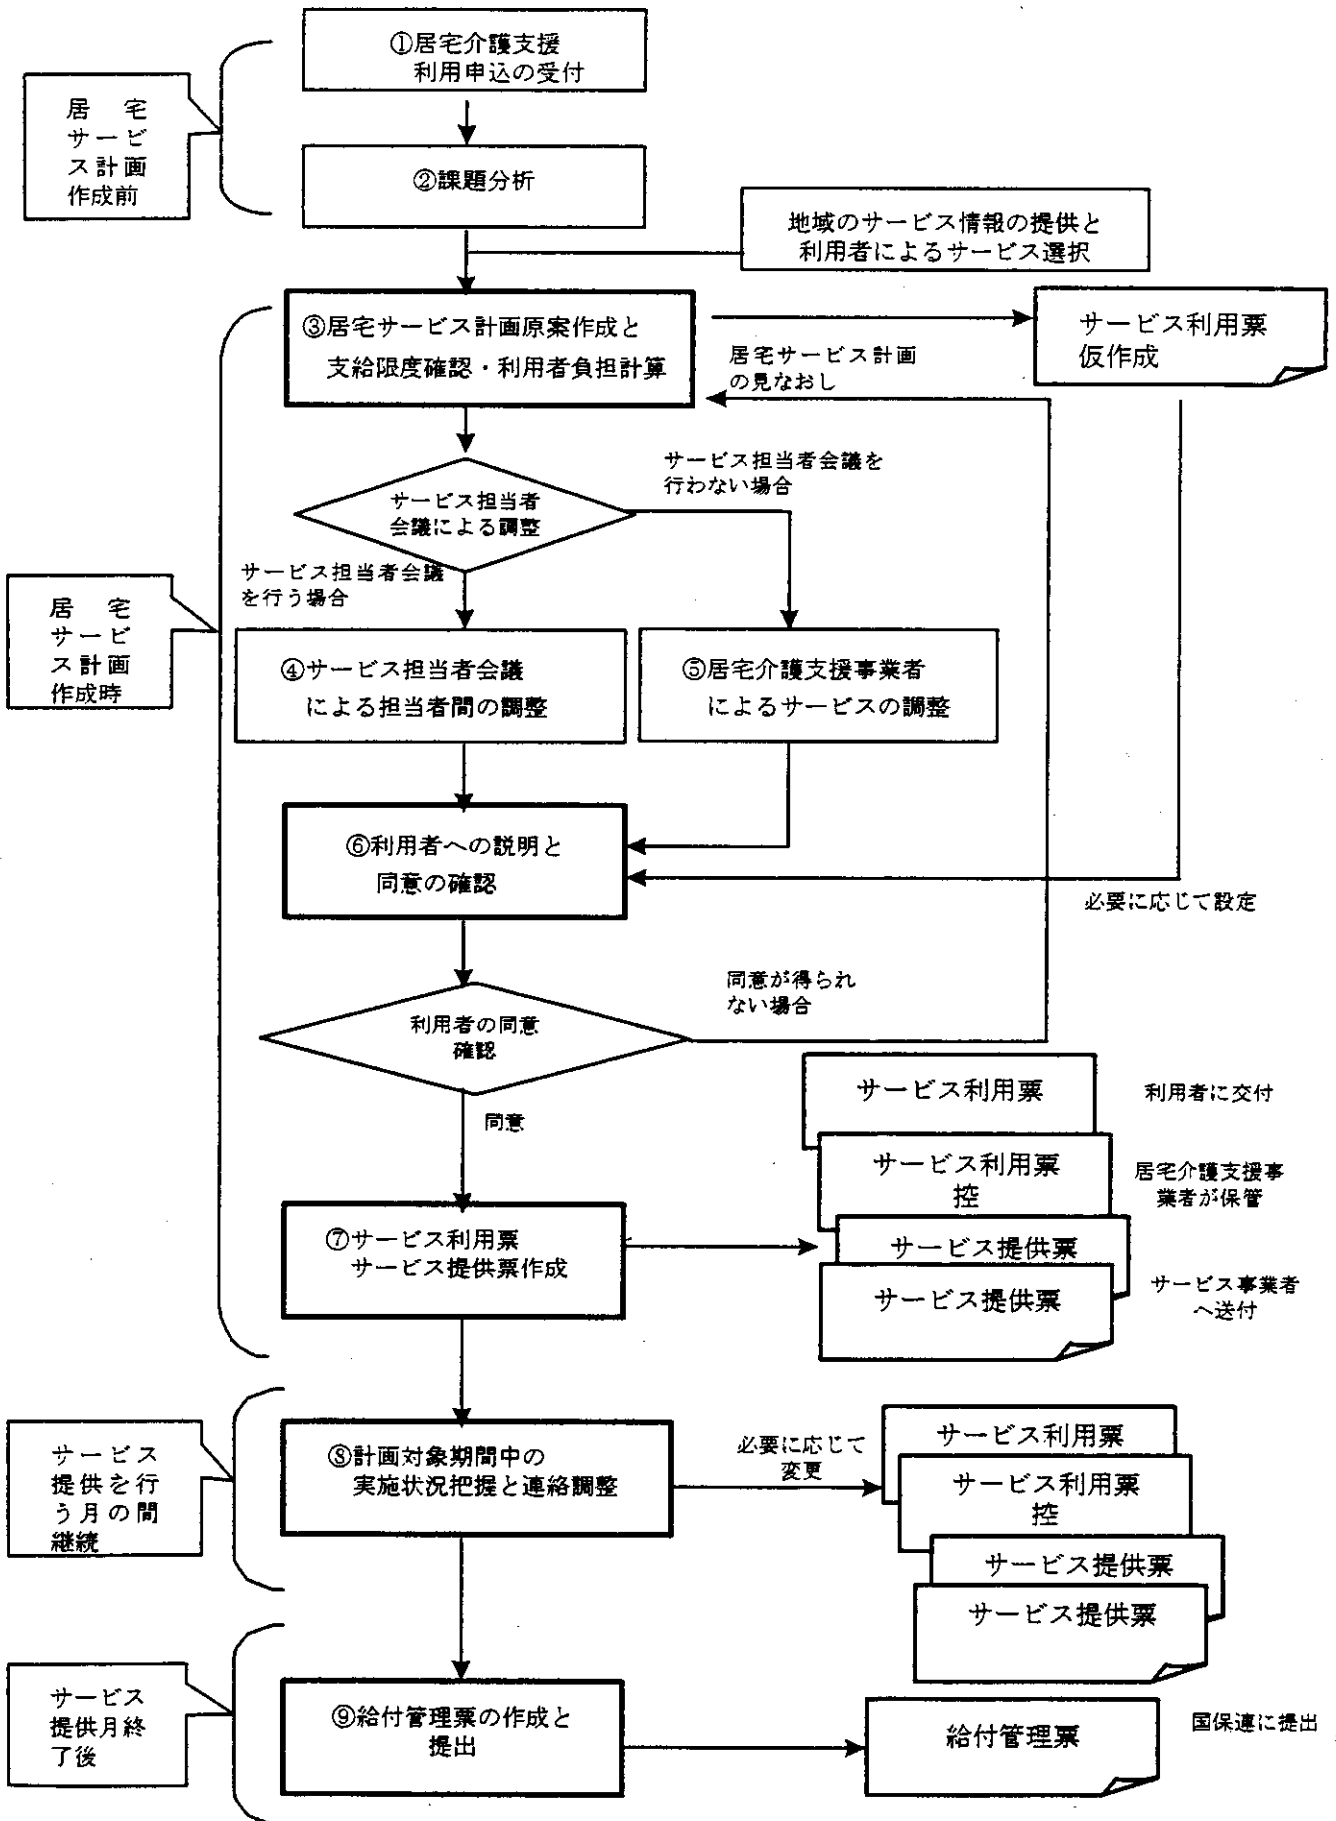 ①居宅介護支援
利用申込の受付
居　宅
サービ
ス計画
作成前
②課題分析
地域のサービス情報の提供と
利用者によるサービス選択
③居宅サービス計画原案作成と
支給限度確認・利用者負担計算
サービス利用票
仮作成
居宅サービス計画
の見なおし
サービス担当者会議を
行わない場合
サービス担当者
会議による調整
サービス担当者会議
を行う場合
居　宅
サービ
ス計画
作成時
④サービス担当者会議
による担当者間の調整
⑤居宅介護支援事業者
によるサービスの調整
⑥利用者への説明と
同意の確認
必要に応じて設定
同意が得られ
ない場合
利用者の同意
確認
同意
サービス利用票
利用者に交付
サービス利用票
控
居宅介護支援事
業者が保管
⑦サービス利用票
サービス提供票作成
サービス提供票
サービス提供票
サービス事業者
へ送付
サービス
提供を行
う月の間
継続
⑧計画対象期間中の
実施状況把握と連絡調整
必要に応じて
変更
サービス利用票
サービス利用票
控
サービス提供票
サービス提供票
サービス
提供月終
了後
⑨給付管理票の作成と
提出
給付管理票
国保連に提出